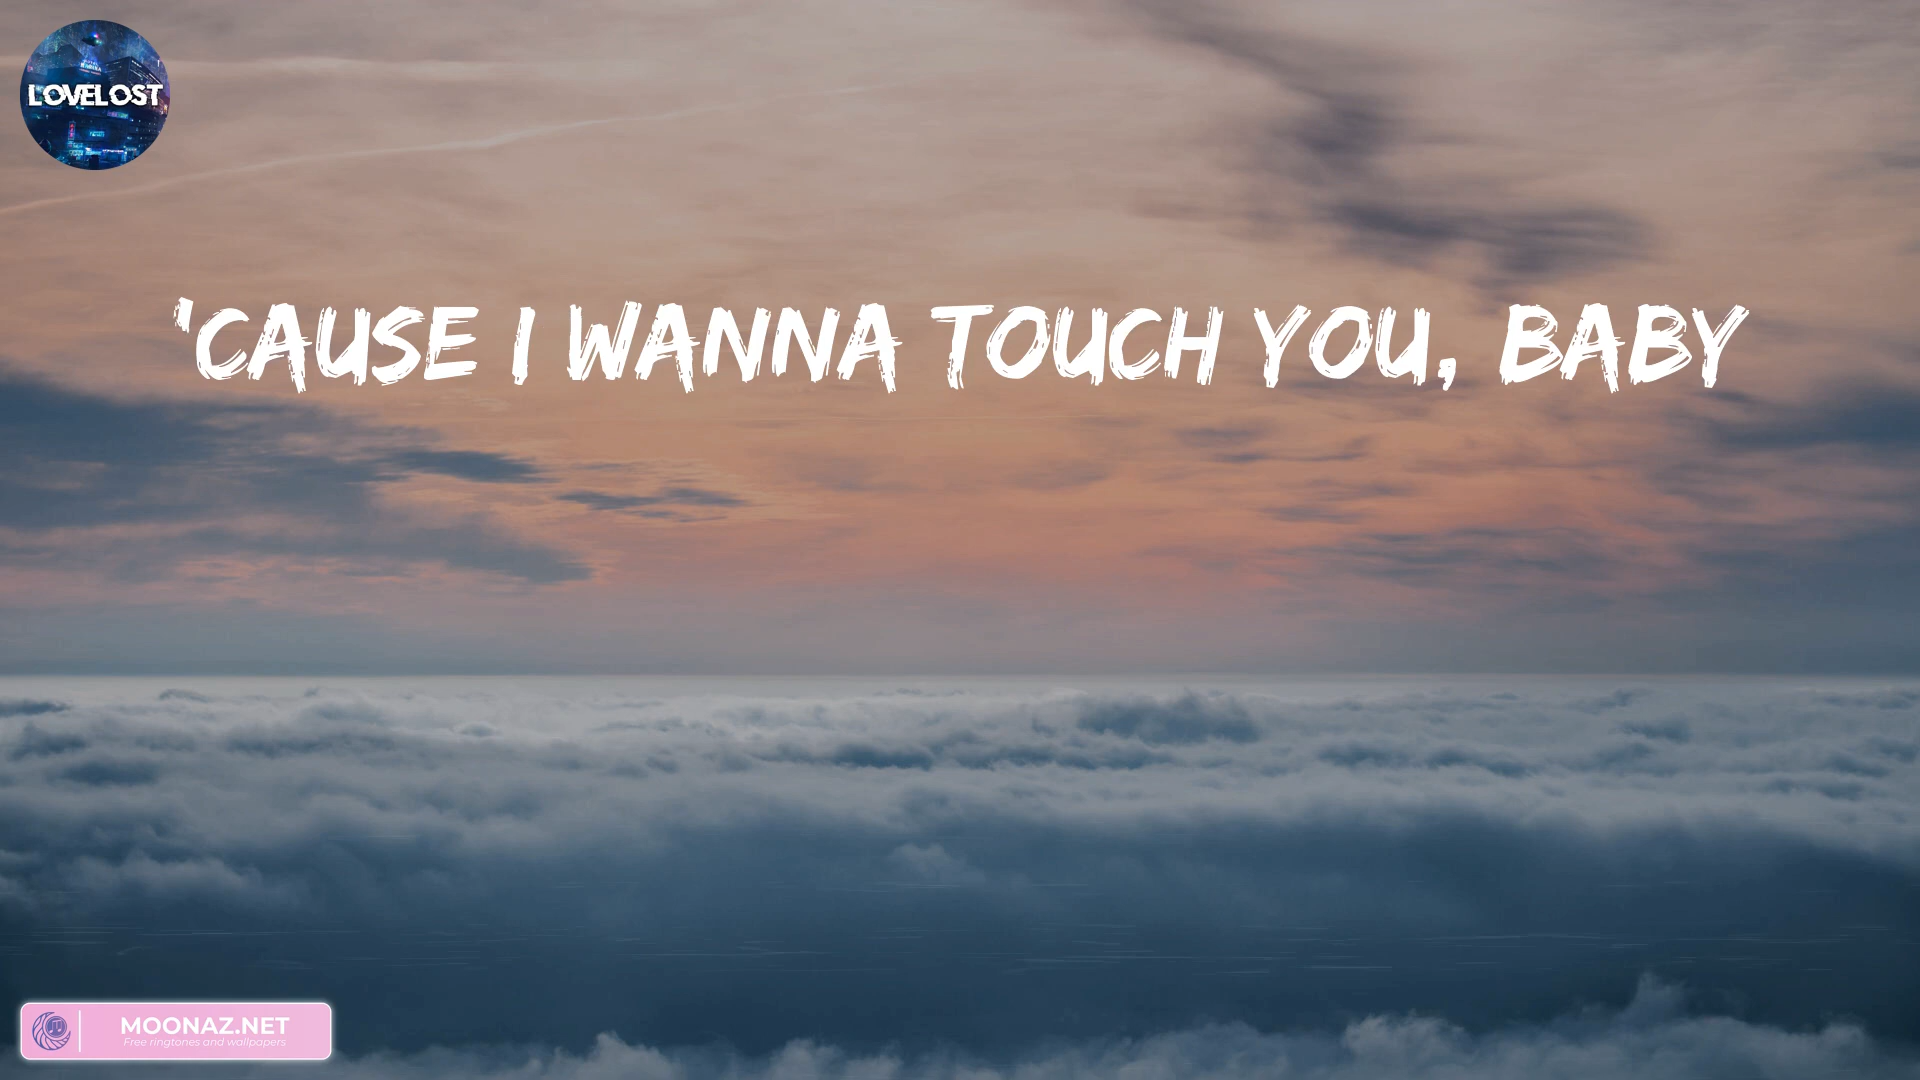 LOVELOST
'CAUSE I WANNA TOUCH YOU, BABY
MOONAZ.NET
Free ringtones and wallpapers